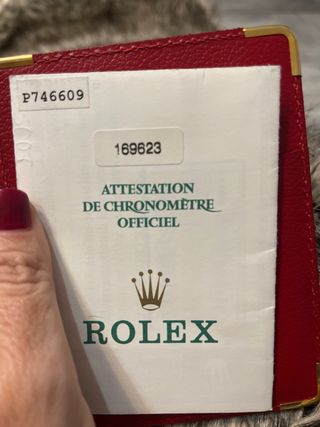 P746609
169623
ATTESTATION
DE CHRONOMÈTRE
OFFICIEL
ROLEX